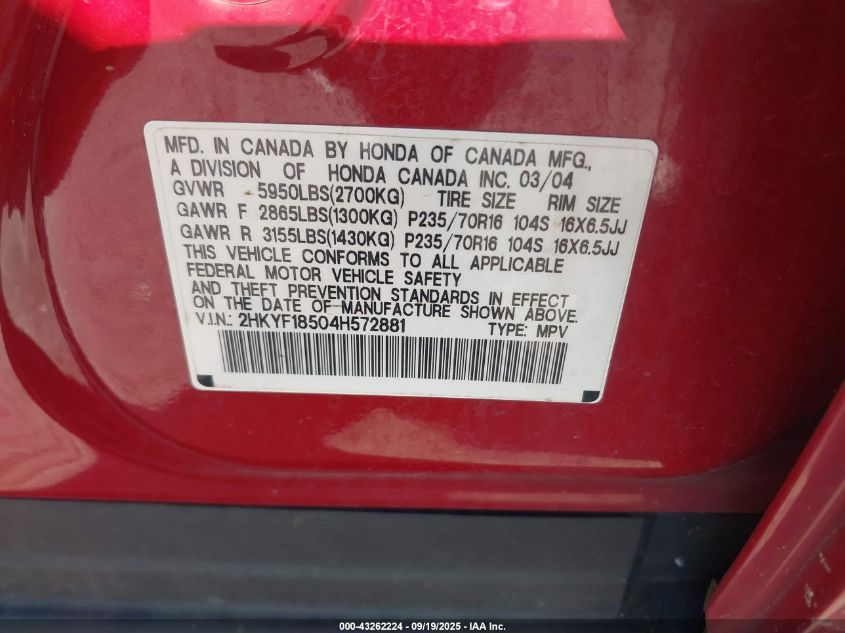 MFD. IN CANADA BY HONDA OF CANADA MFG.,
A DIVISION OF HONDA CANADA INC. 03/04
GVWR 5950LBS(2700KG) TIRE SIZE RIM SIZE
GAWR F 2865LBS(1300KG) P235/70R16 104S 16X6.5JJ
GAWR R 3155LBS(1430KG) P235/70R16 104S 16X6.5JJ
THIS VEHICLE CONFORMS TO ALL APPLICABLE
FEDERAL MOTOR VEHICLE SAFETY
AND THEFT PREVENTION STANDARDS IN EFFECT
ON THE DATE OF MANUFACTURE SHOWN ABOVE.
V.I.N.: 2HKYF18504H572881 TYPE: MPV
000-43262224 - 09/19/2025 - IAA Inc.